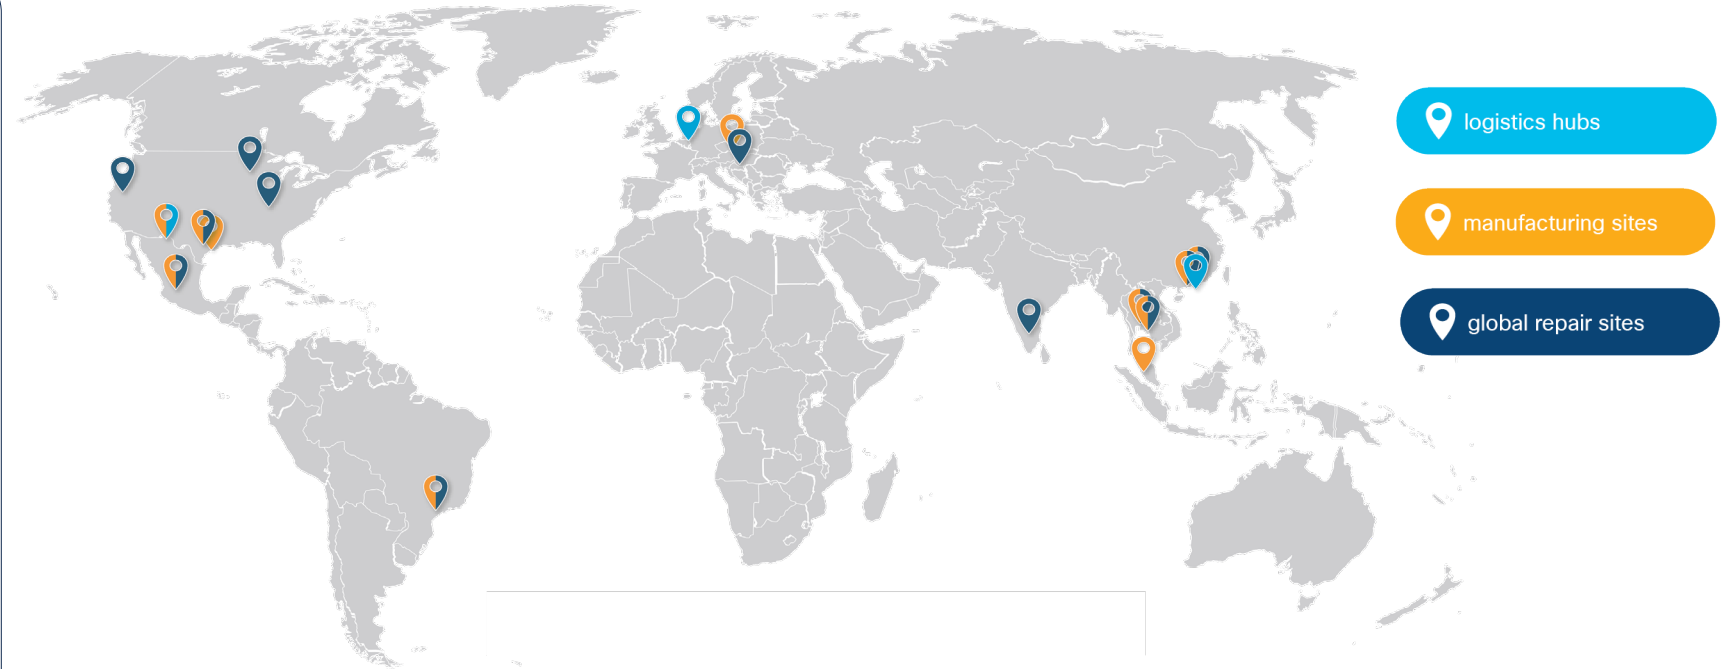 logistics hubs
manufacturing sites
global repair sites